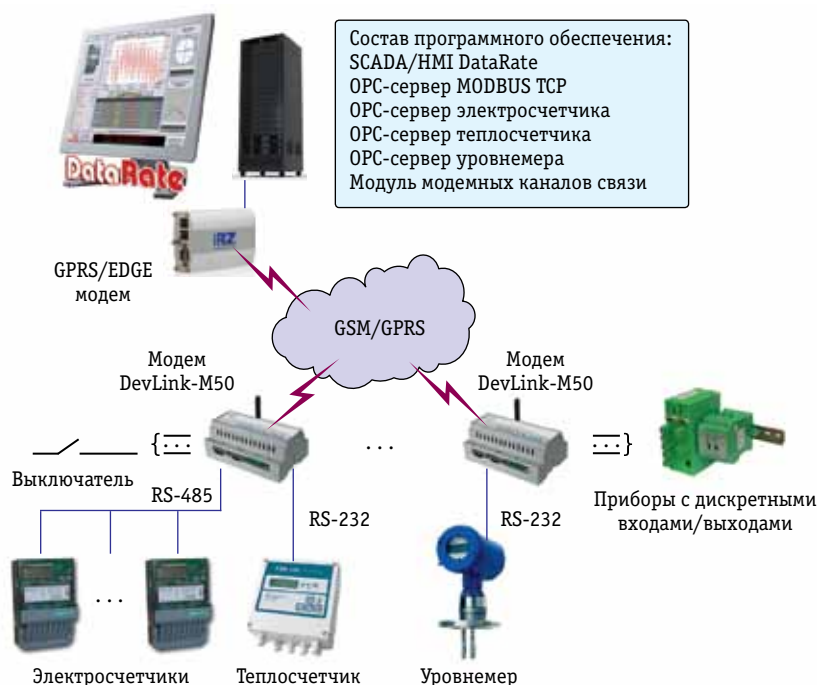 Состав программного обеспечения:
SCADA/HMI DataRate
OPC-сервер MODBUS TCP
OPC-сервер электросчетчика
OPC-сервер теплосчетчика
OPC-сервер уровнемера
Модуль модемных каналов связи
DataRate
iRZ
GPRS/EDGE
модем
GSM/GPRS
Модем
DevLink-M50
Модем
DevLink-M50
Выключатель
RS-485
RS-232
RS-232
Приборы с дискретными
входами/выходами
Электросчетчики
Теплосчетчик
Уровнемер